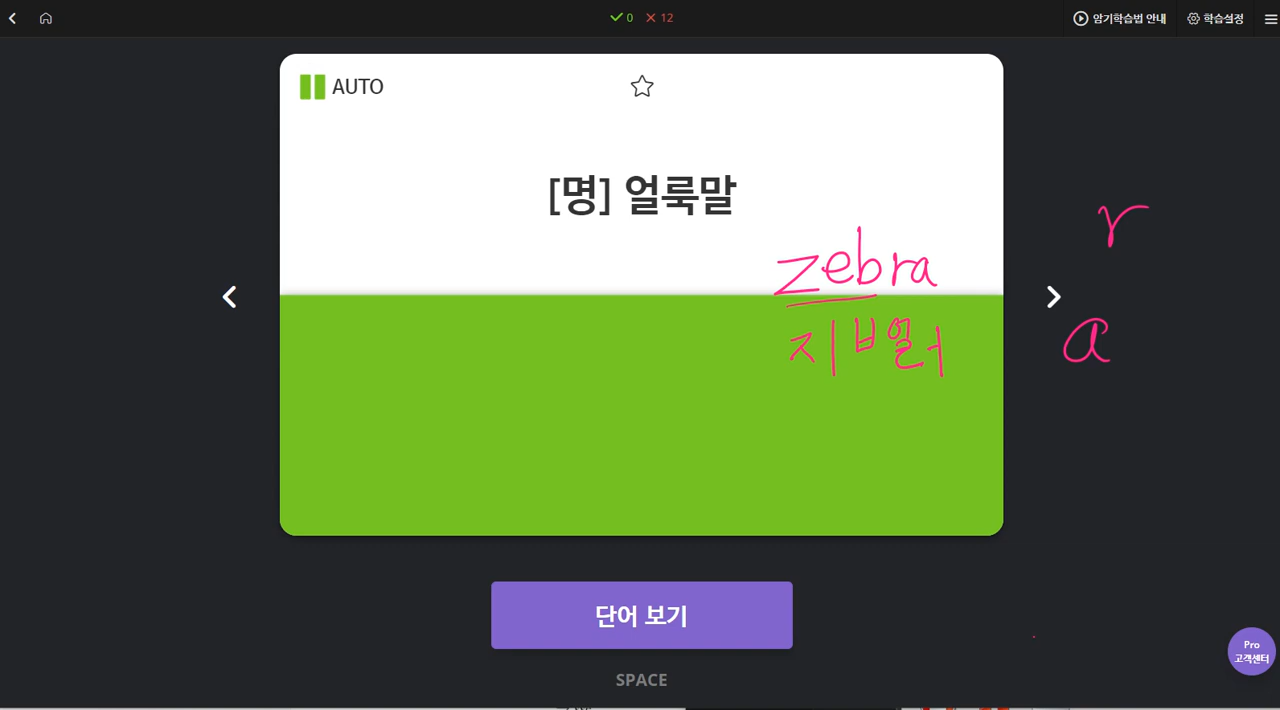 0 12 암기학습법 안내 학습설정
AUTO
[명] 얼룩말
zebra
r
지브얼러
a
단어 보기
SPACE
Pro
고객센터